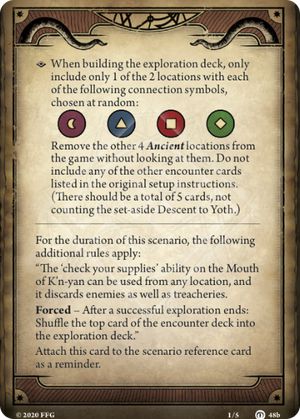 When building the exploration deck, only
include only 1 of the 2 locations with each
of the following connection symbols,
chosen at random:
Remove the other 4 Ancient locations from
the game without looking at them. Do not
include any of the other encounter cards
listed in the original setup instructions.
(There should be a total of 5 cards, not
counting the set-aside Descent to Yoth.)
For the duration of this scenario, the following
additional rules apply:
“The ‘check your supplies’ ability on the Mouth
of K'n-yan can be used from any location, and
it discards enemies as well as treacheries.
Forced – After a successful exploration ends:
Shuffle the top card of the encounter deck into
the exploration deck.”
Attach this card to the scenario reference card
as a reminder.
© 2020 FFG 1/5 48b